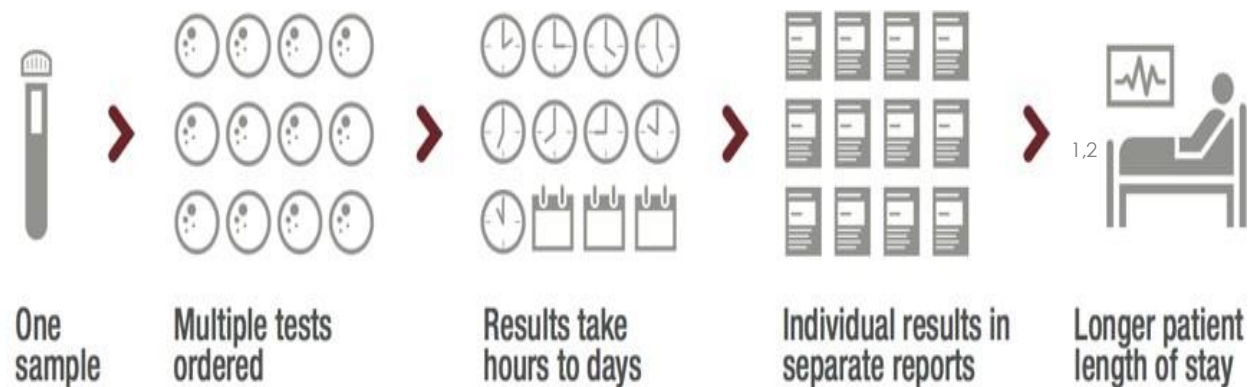 1,2
One
sample
Multiple tests
ordered
Results take
hours to days
Individual results in
separate reports
Longer patient
length of stay